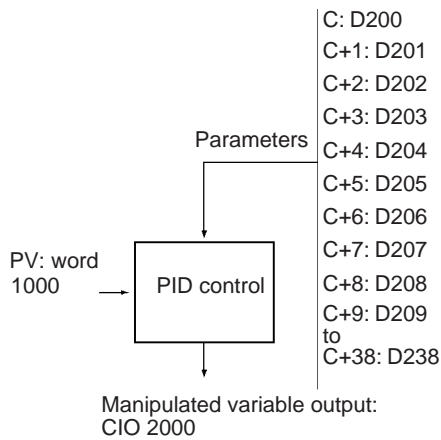 C: D200
C+1: D201
C+2: D202
C+3: D203
Parameters
C+4: D204
C+5: D205
C+6: D206
C+7: D207
PV: word
1000
PID control
C+8: D208
C+9: D209
to
C+38: D238
Manipulated variable output:
CIO 2000